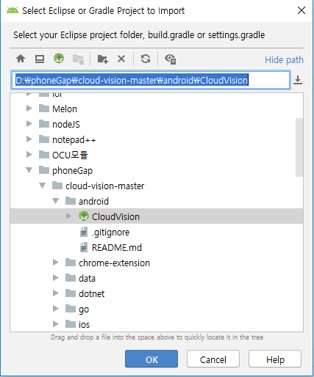 Select Eclipse or Gradle Project to Import
Select your Eclipse project folder, build.gradle or settings.gradle
Hide path
D:₩phoneGap₩cloud-vision-master₩android₩CloudVision
Melon
nodeJS
notepad++
OCU모듈
phoneGap
cloud-vision-master
android
CloudVision
.gitignore
README.md
chrome-extension
data
dotnet
go
ios
Drag and drop a file into the space above to quickly locate it in the tree
OK
Cancel
Help